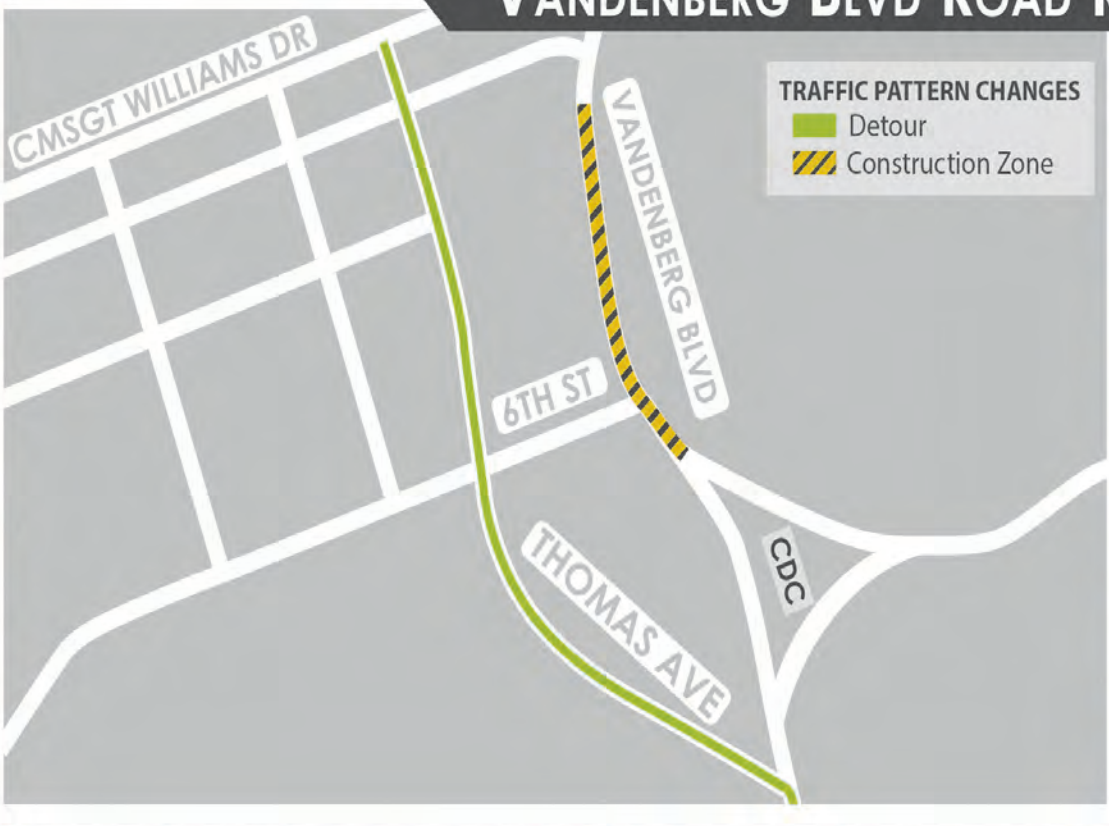 VANDENBERG BLVD ROAD
CMSGT WILLIAMS DR
TRAFFIC PATTERN CHANGES
Detour
Construction Zone
VANDENBERG BLVD
6TH ST
THOMAS AVE
CDC